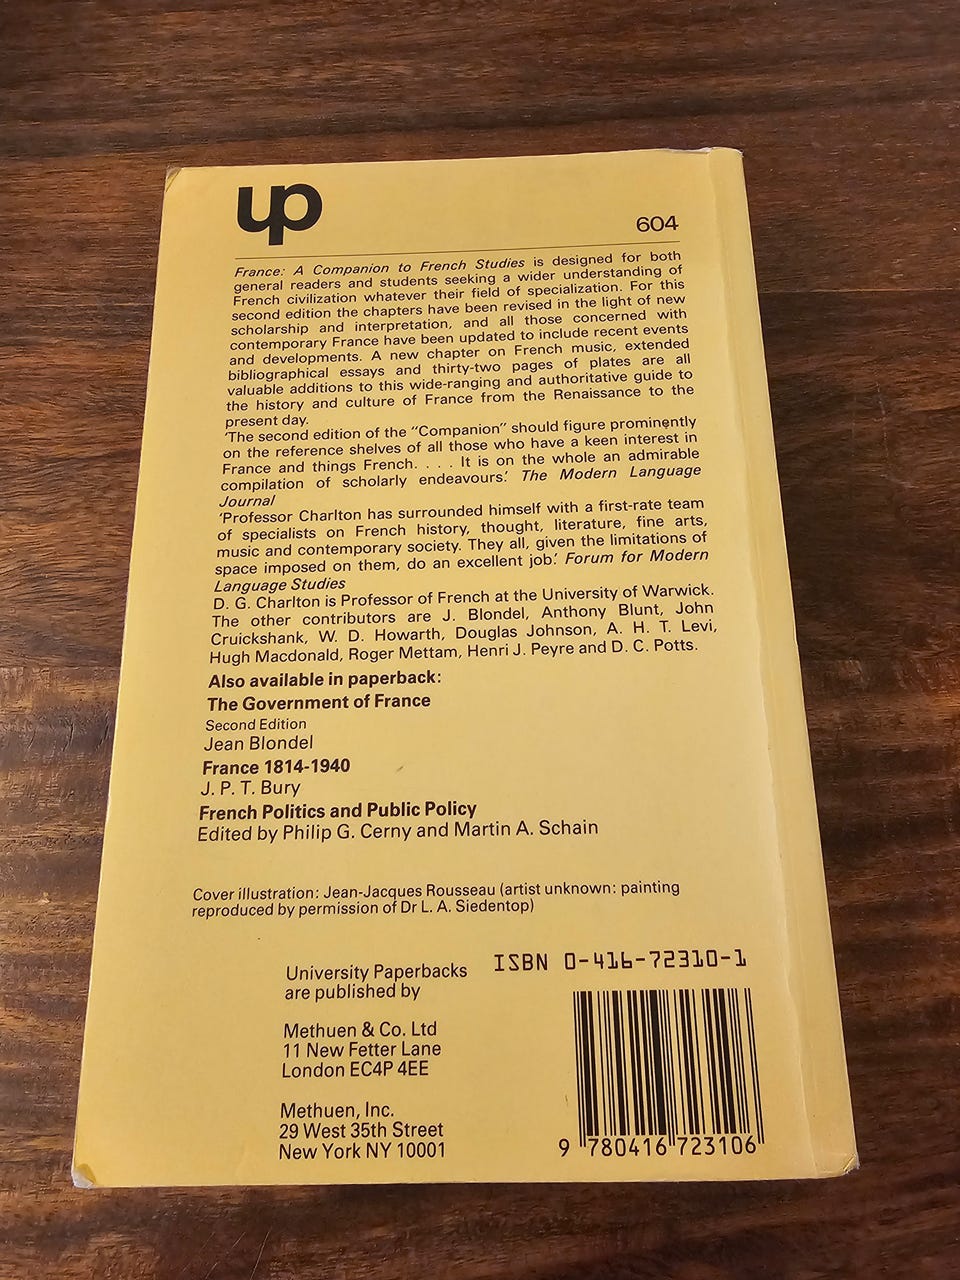 up
604
France: A Companion to French Studies is designed for both
general readers and students seeking a wider understanding of
French civilization whatever their field of specialization. For this
second edition the chapters have been revised in the light of new
scholarship and interpretation, and all those concerned with
contemporary France have been updated to include recent events
and developments. A new chapter on French music, extended
bibliographical essays and thirty-two pages of plates are all
valuable additions to this wide-ranging and authoritative guide to
the history and culture of France from the Renaissance to the
present day.
'The second edition of the "Companion" should figure prominently
on the reference shelves of all those who have a keen interest in
France and things French. . . . It is on the whole an admirable
compilation of scholarly endeavours.' The Modern Language
Journal
'Professor Charlton has surrounded himself with a first-rate team
of specialists on French history, thought, literature, fine arts,
music and contemporary society. They all, given the limitations of
space imposed on them, do an excellent job.' Forum for Modern
Language Studies
D. G. Charlton is Professor of French at the University of Warwick.
The other contributors are J. Blondel, Anthony Blunt, John
Cruickshank, W. D. Howarth, Douglas Johnson, A. H. T. Levi,
Hugh Macdonald, Roger Mettam, Henri J. Peyre and D. C. Potts.
Also available in paperback:
The Government of France
Second Edition
Jean Blondel
France 1814-1940
J. P. T. Bury
French Politics and Public Policy
Edited by Philip G. Cerny and Martin A. Schain
Cover illustration: Jean-Jacques Rousseau (artist unknown: painting
reproduced by permission of Dr L. A. Siedentop)
University Paperbacks
are published by
Methuen & Co. Ltd
11 New Fetter Lane
London EC4P 4EE
Methuen, Inc.
29 West 35th Street
New York NY 10001
ISBN 0-416-72310-1
9 780416 723106